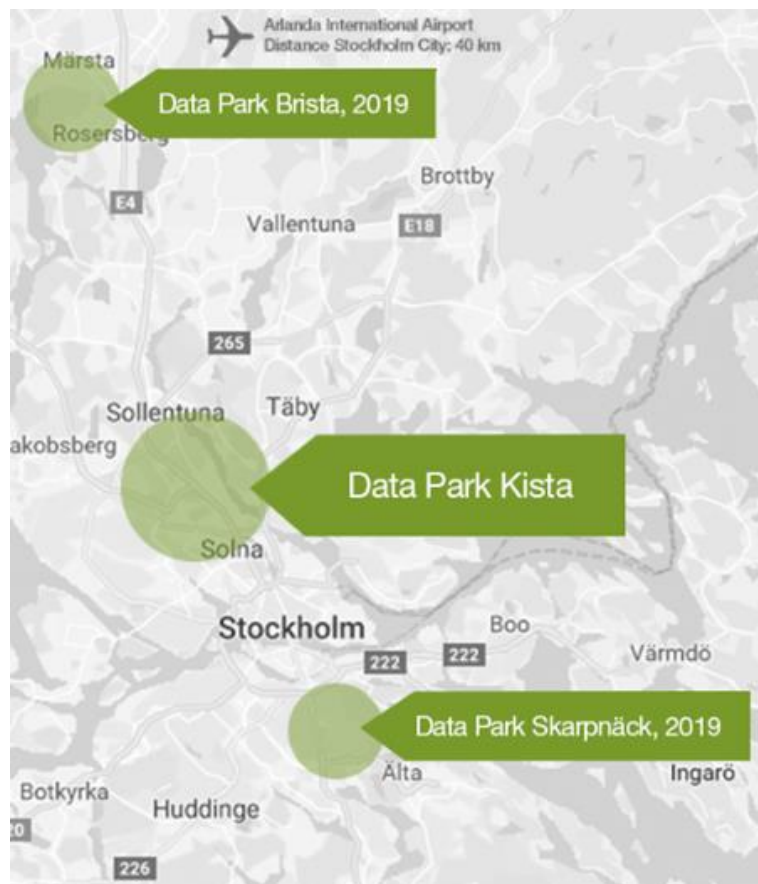 Arlanda International Airport
Distance Stockholm City: 40 km
Märsta
Data Park Brista, 2019
Rosersberg
Brottby
E4
Vallentuna
E18
265
Sollentuna
Täby
akobsberg
Data Park Kista
Solna
Stockholm
Boo
222
222
Värmdö
Data Park Skarpnäck, 2019
Älta
Ingarö
Botkyrka
Huddinge
20
226